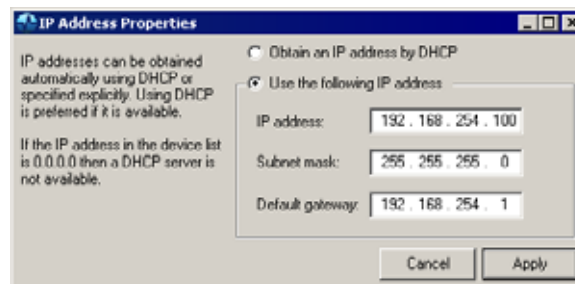 IP Address Properties
IP addresses can be obtained
automatically using DHCP or
specified explicitly. Using DHCP
is preferred if it is available.
If the IP address in the device list
is 0.0.0.0 then a DHCP server is
not available.
Obtain an IP address by DHCP
Use the following IP address
IP address: 192 . 168 . 254 . 100
Subnet mask: 255 . 255 . 255 . 0
Default gateway: 192 . 168 . 254 . 1
Cancel Apply